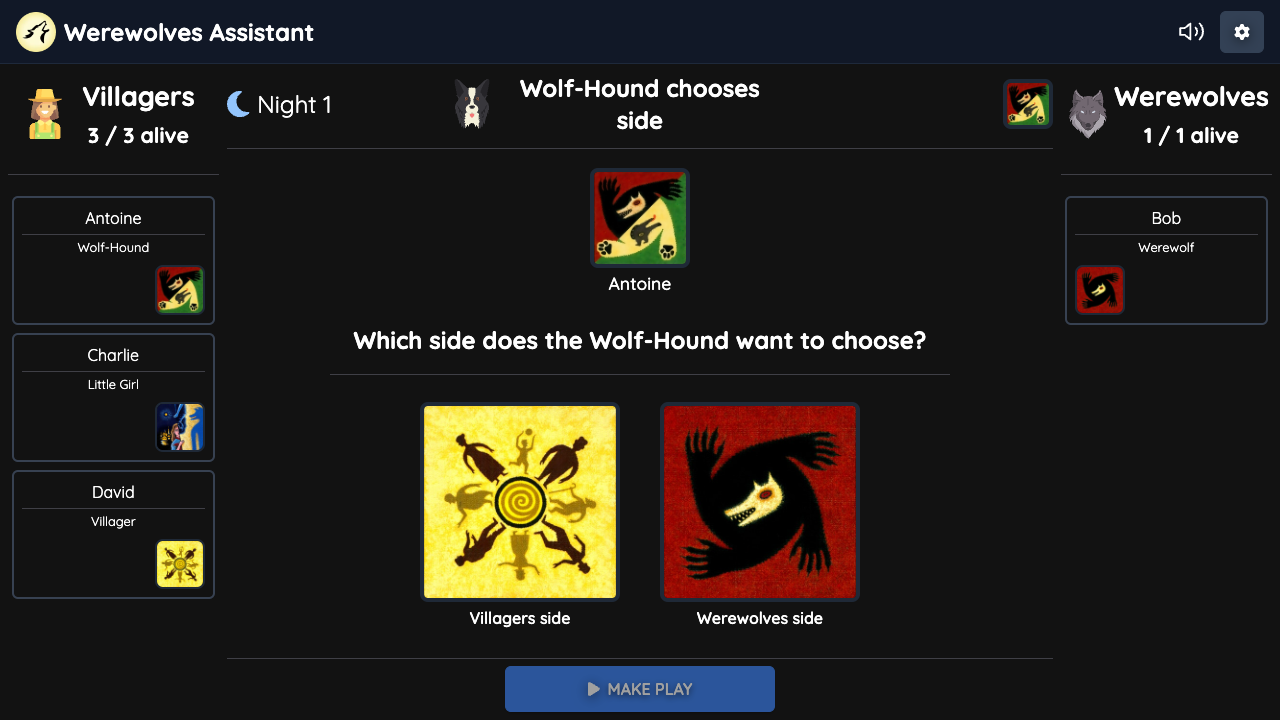 Werewolves Assistant
Villagers
3 / 3 alive
Antoine
Wolf-Hound
Charlie
Little Girl
David
Villager
Night 1
Wolf-Hound chooses
side
Antoine
Which side does the Wolf-Hound want to choose?
Villagers side
Werewolves side
MAKE PLAY
Werewolves
1 / 1 alive
Bob
Werewolf